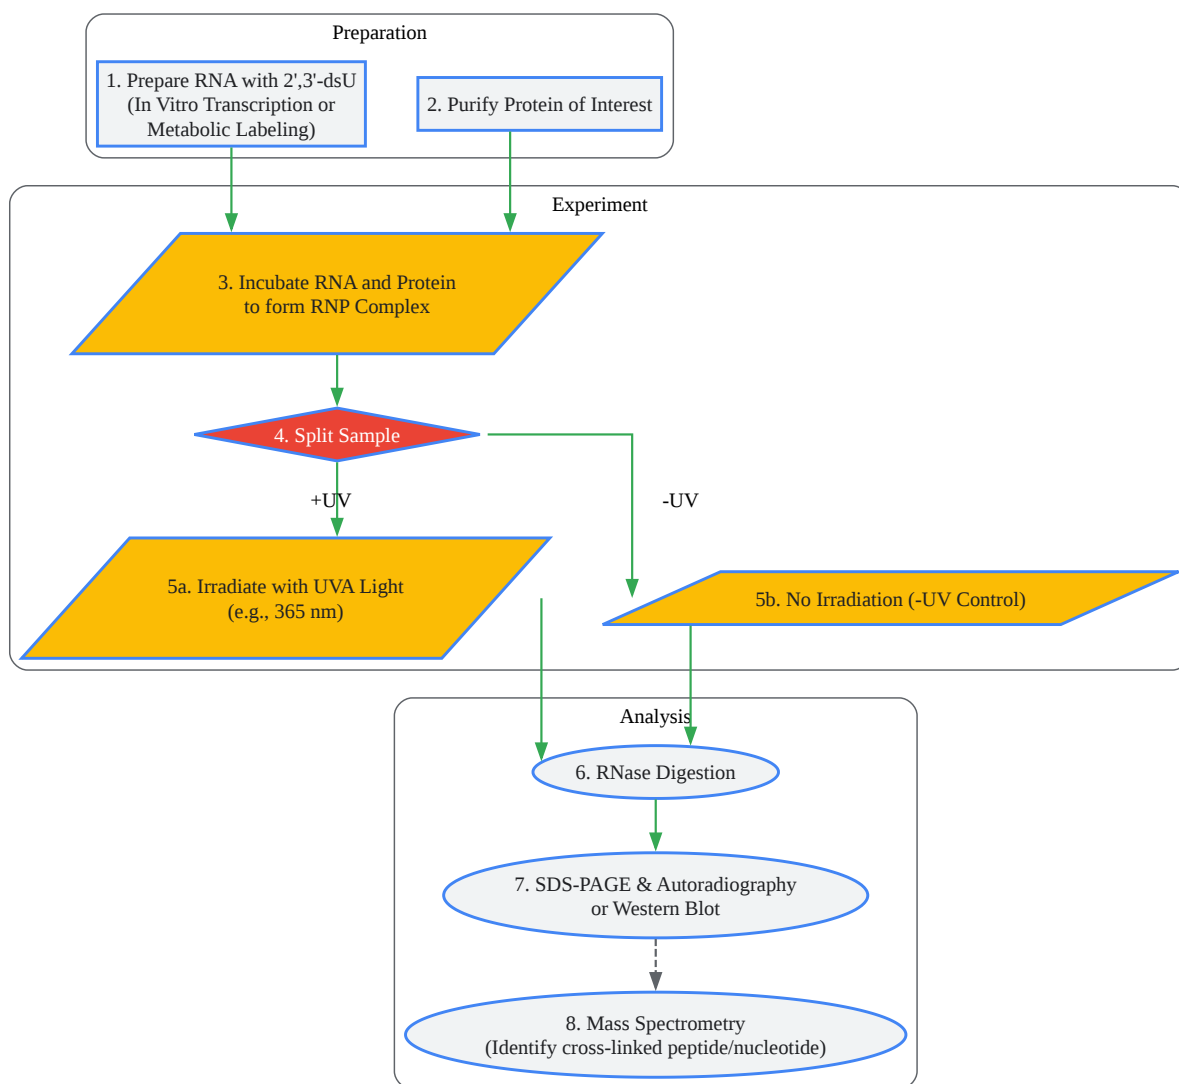 Preparation
1. Prepare RNA with 2',3'-dsU
(In Vitro Transcription or
Metabolic Labeling)
2. Purify Protein of Interest
Experiment
3. Incubate RNA and Protein
to form RNP Complex
4. Split Sample
+UV
-UV
5a. Irradiate with UVA Light
(e.g., 365 nm)
5b. No Irradiation (-UV Control)
Analysis
6. RNase Digestion
7. SDS-PAGE & Autoradiography
or Western Blot
8. Mass Spectrometry
(Identify cross-linked peptide/nucleotide)